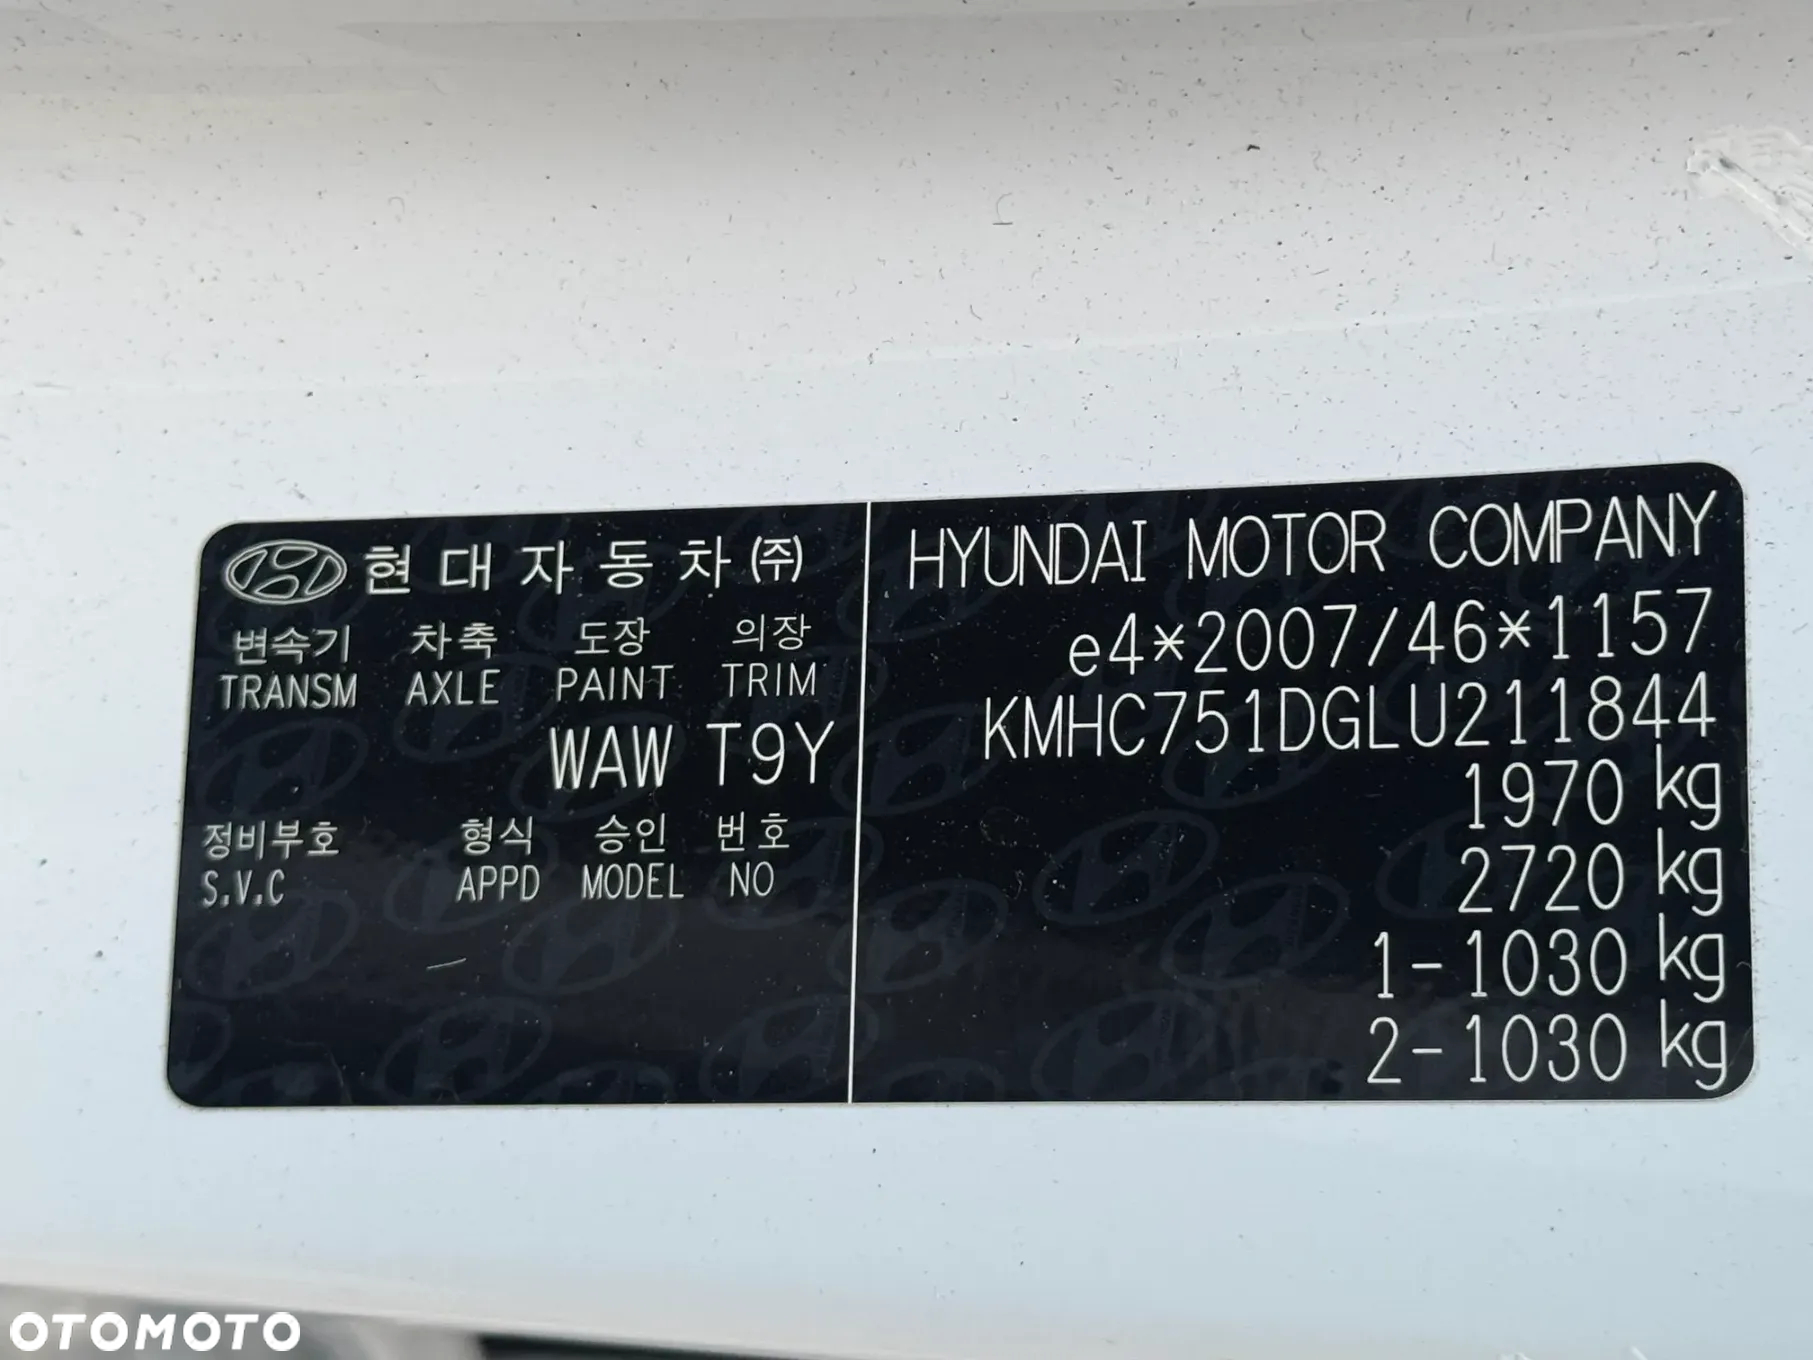 현대자동차(주)
변속기 차축 도장 의장
TRANSM AXLE PAINT TRIM
WAW T9Y
정비부호 형식 승인 번호
S.V.C APPD MODEL NO
HYUNDAI MOTOR COMPANY
e4*2007/46*1157
KMHC751DGLU211844
1970 kg
2720 kg
1-1030 kg
2-1030 kg
OTOMOTO